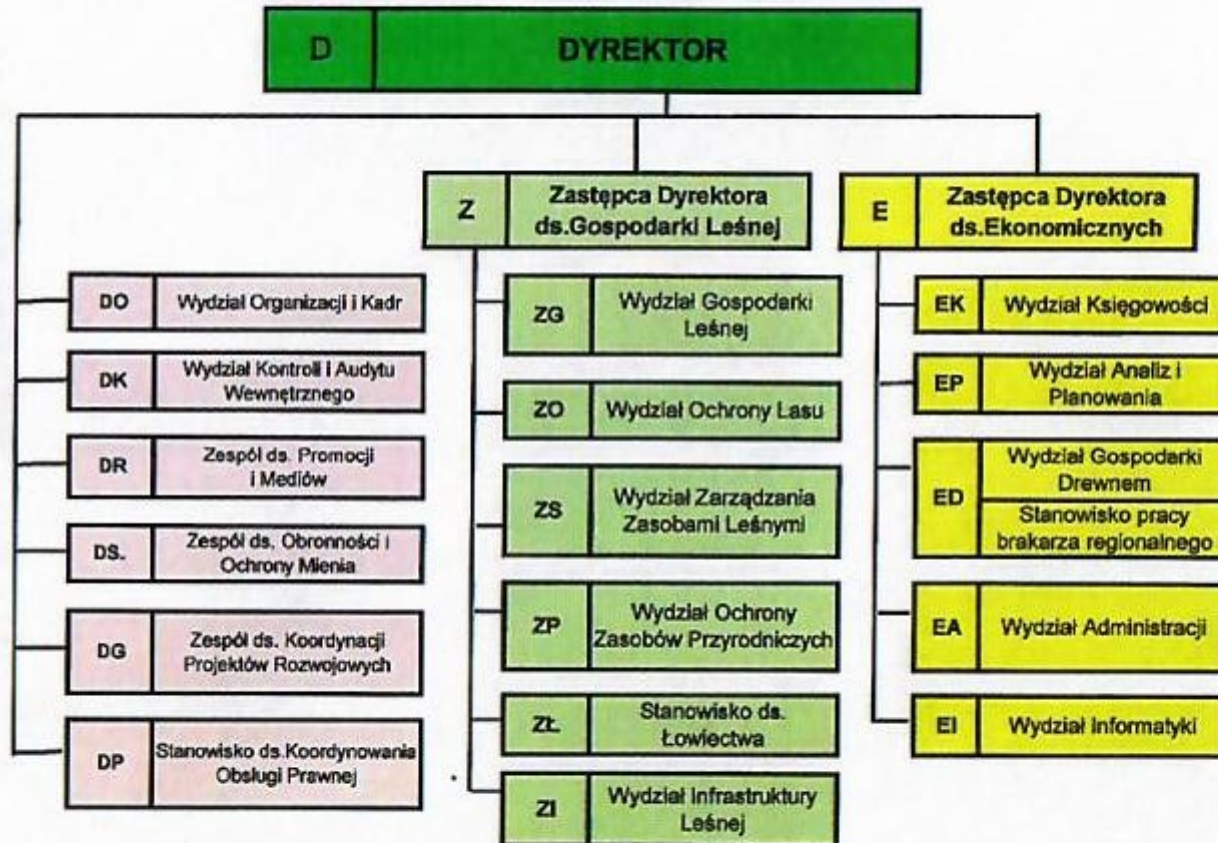 D
DYREKTOR
Z
Zastępca Dyrektora
ds.Gospodarki Leśnej
E
Zastępca Dyrektora
ds.Ekonomicznych
DO
Wydział Organizacji i Kadr
DK
Wydział Kontroli i Audytu
Wewnętrznego
DR
Zespół ds. Promocji
i Mediów
DS.
Zespół ds. Obronności i
Ochrony Mienia
DG
Zespół ds. Koordynacji
Projektów Rozwojowych
DP
Stanowisko ds.Koordynowania
Obsługi Prawnej
ZG
Wydział Gospodarki
Leśnej
ZO
Wydział Ochrony Lasu
ZS
Wydział Zarządzania
Zasobami Leśnymi
ZP
Wydział Ochrony
Zasobów Przyrodniczych
ZŁ
Stanowisko ds.
Łowiectwa
ZI
Wydział Infrastruktury
Leśnej
EK
Wydział Księgowości
EP
Wydział Analiz i
Planowania
ED
Wydział Gospodarki
Drewnem
Stanowisko pracy
brakarza regionalnego
EA
Wydział Administracji
EI
Wydział Informatyki